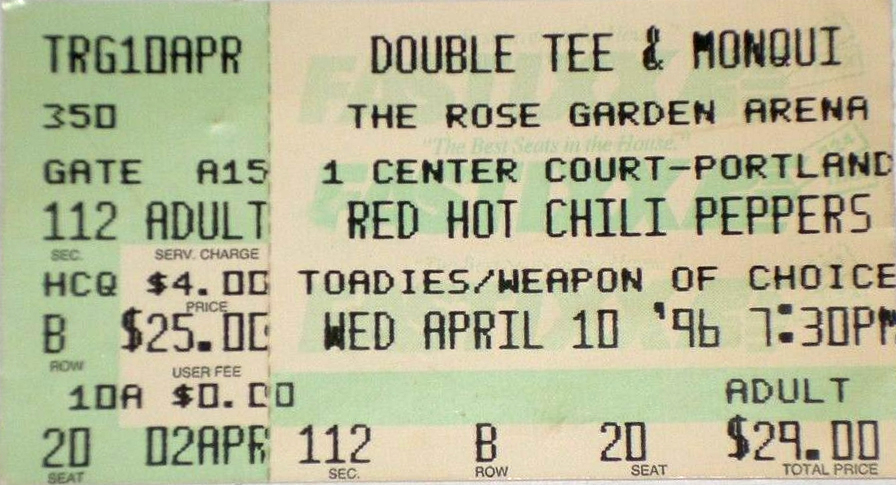 TRG10APR
350
GATE A15
112 ADULT
SEC. SERV. CHARGE
HCQ $4.00
PRICE
B $25.00
ROW USER FEE
10A $0.00
20 02APR
SEAT
DOUBLE TEE & MONQUI
THE ROSE GARDEN ARENA
"The Best Seats in the House."
1 CENTER COURT-PORTLAND
RED HOT CHILI PEPPERS
TOADIES/WEAPON OF CHOICE
WED APRIL 10 '96 7:30PM
ADULT
112 B 20 $29.00
SEC. ROW SEAT TOTAL PRICE